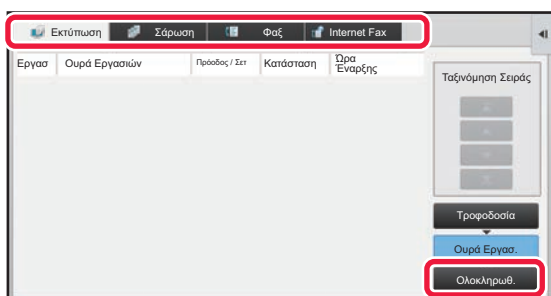 Εκτύπωση Σάρωση Φαξ Internet Fax
Εργασ Ουρά Εργασιών Πρόοδος / Σετ Κατάσταση Ώρα
Έναρξης
Ταξινόμηση Σειράς
Τροφοδοσία
Ουρά Εργασ.
Ολοκληρωθ.